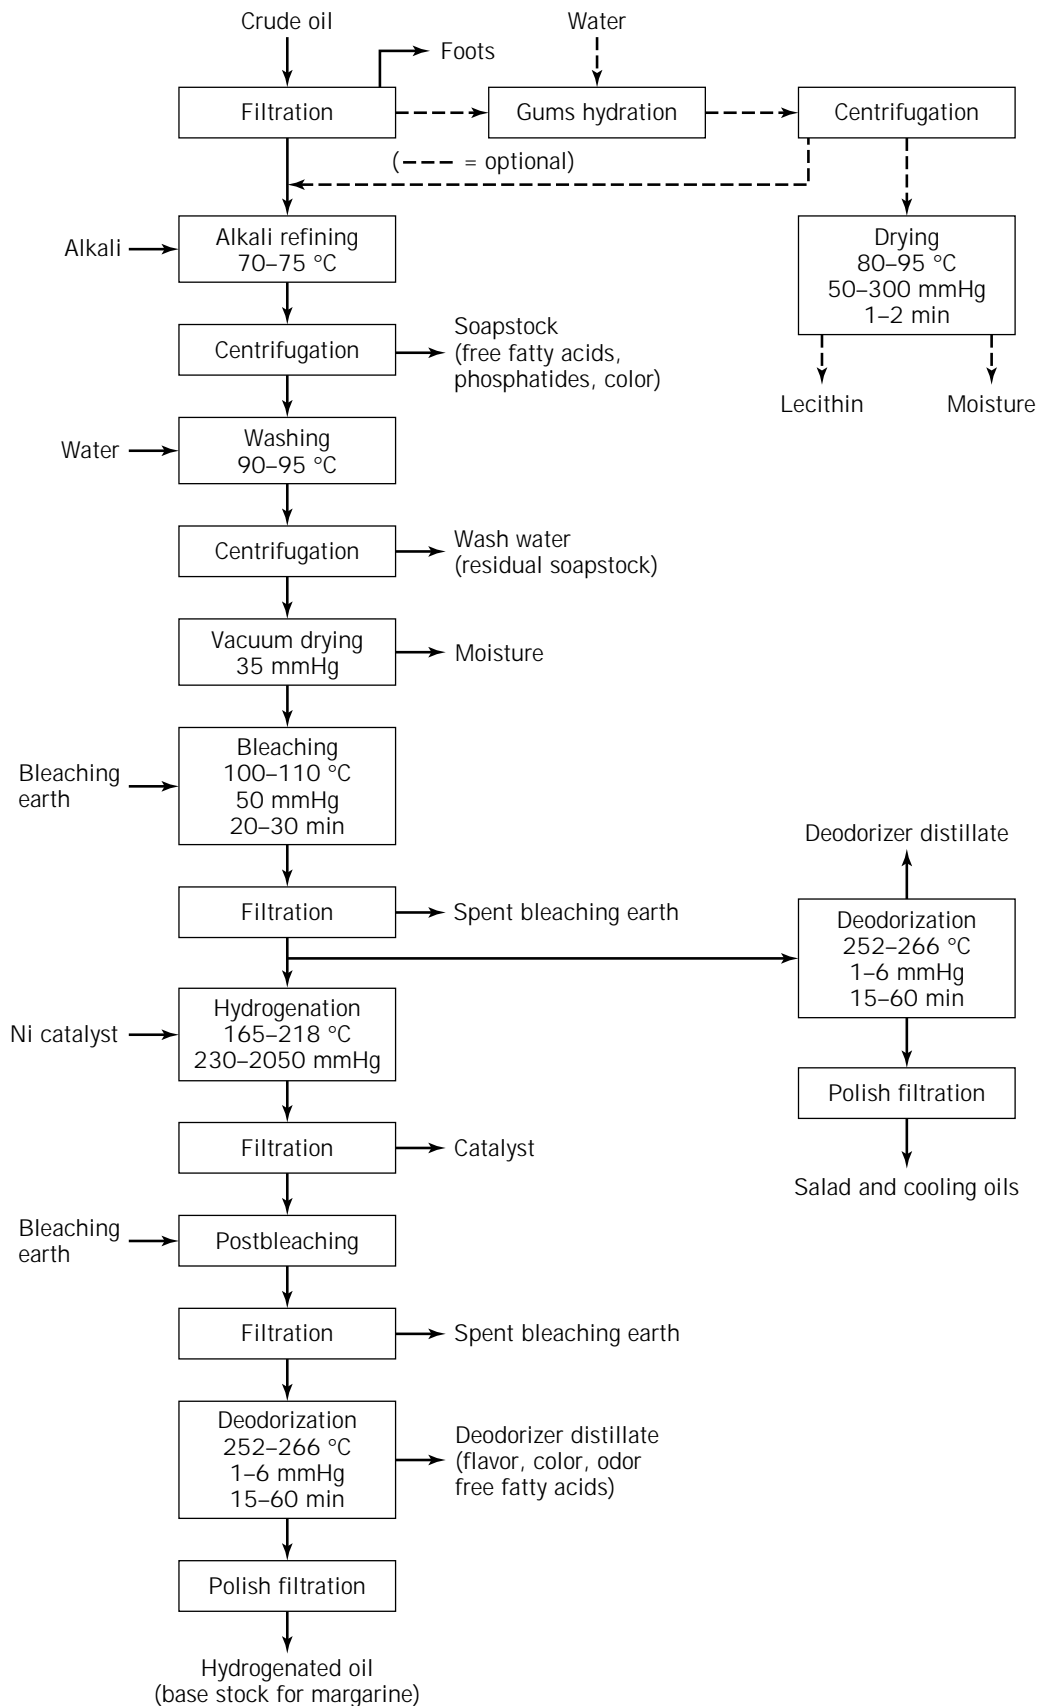 Crude oil
Water
Foots
Filtration
Gums hydration
Centrifugation
(--- = optional)
Alkali
Alkali refining
70–75 °C
Drying
80–95 °C
50–300 mmHg
1–2 min
Centrifugation
Soapstock
(free fatty acids,
phosphatides, color)
Lecithin
Moisture
Water
Washing
90–95 °C
Centrifugation
Wash water
(residual soapstock)
Vacuum drying
35 mmHg
Moisture
Bleaching
earth
Bleaching
100–110 °C
50 mmHg
20–30 min
Deodorizer distillate
Filtration
Spent bleaching earth
Deodorization
252–266 °C
1–6 mmHg
15–60 min
Ni catalyst
Hydrogenation
165–218 °C
230–2050 mmHg
Polish filtration
Filtration
Catalyst
Salad and cooling oils
Bleaching
earth
Postbleaching
Filtration
Spent bleaching earth
Deodorization
252–266 °C
1–6 mmHg
15–60 min
Deodorizer distillate
(flavor, color, odor
free fatty acids)
Polish filtration
Hydrogenated oil
(base stock for margarine)